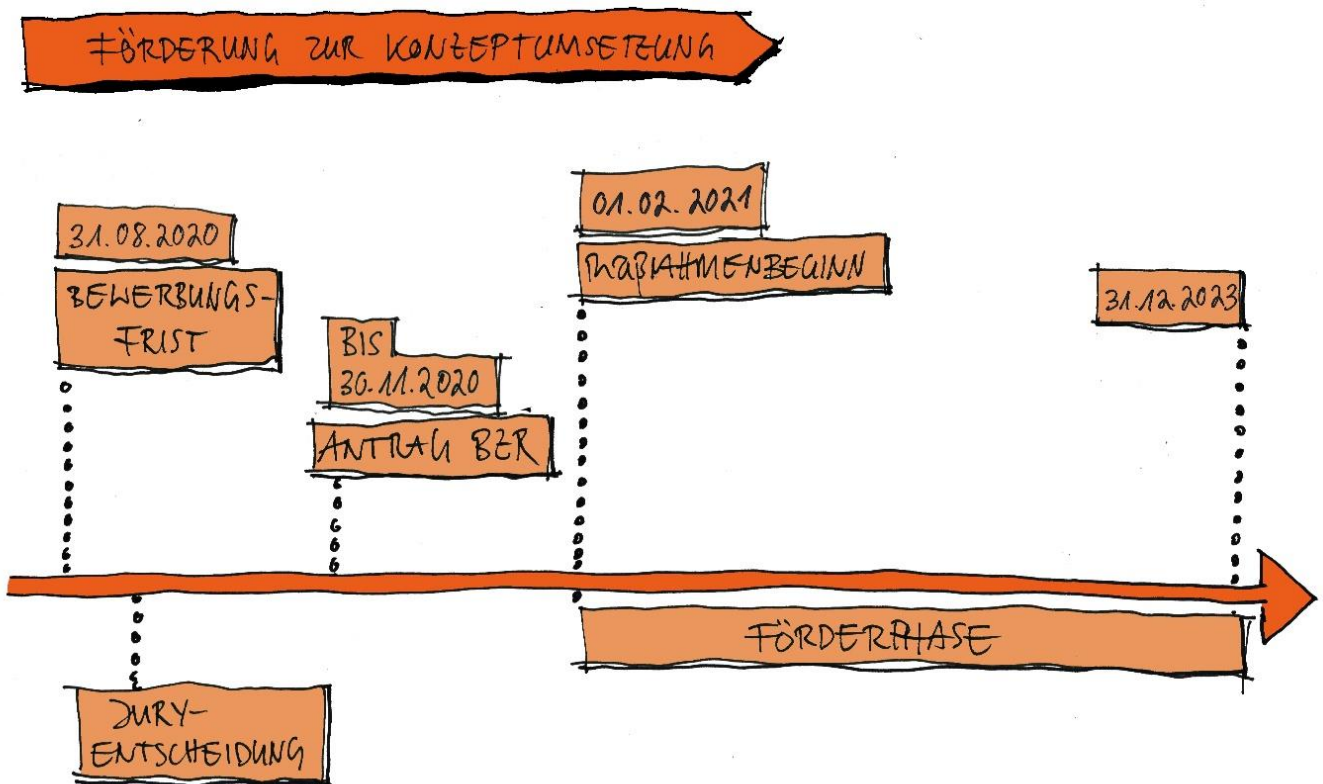 FÖRDERUNG ZUR KONZEPTUMSETZUNG
31.08.2020
BEWERBUNGS-
FRIST
BIS
30.11.2020
ANTRAG BZR
01.02.2021
MAßNAHMENBEGINN
31.12.2023
FÖRDERPHASE
JURY-
ENTSCHEIDUNG